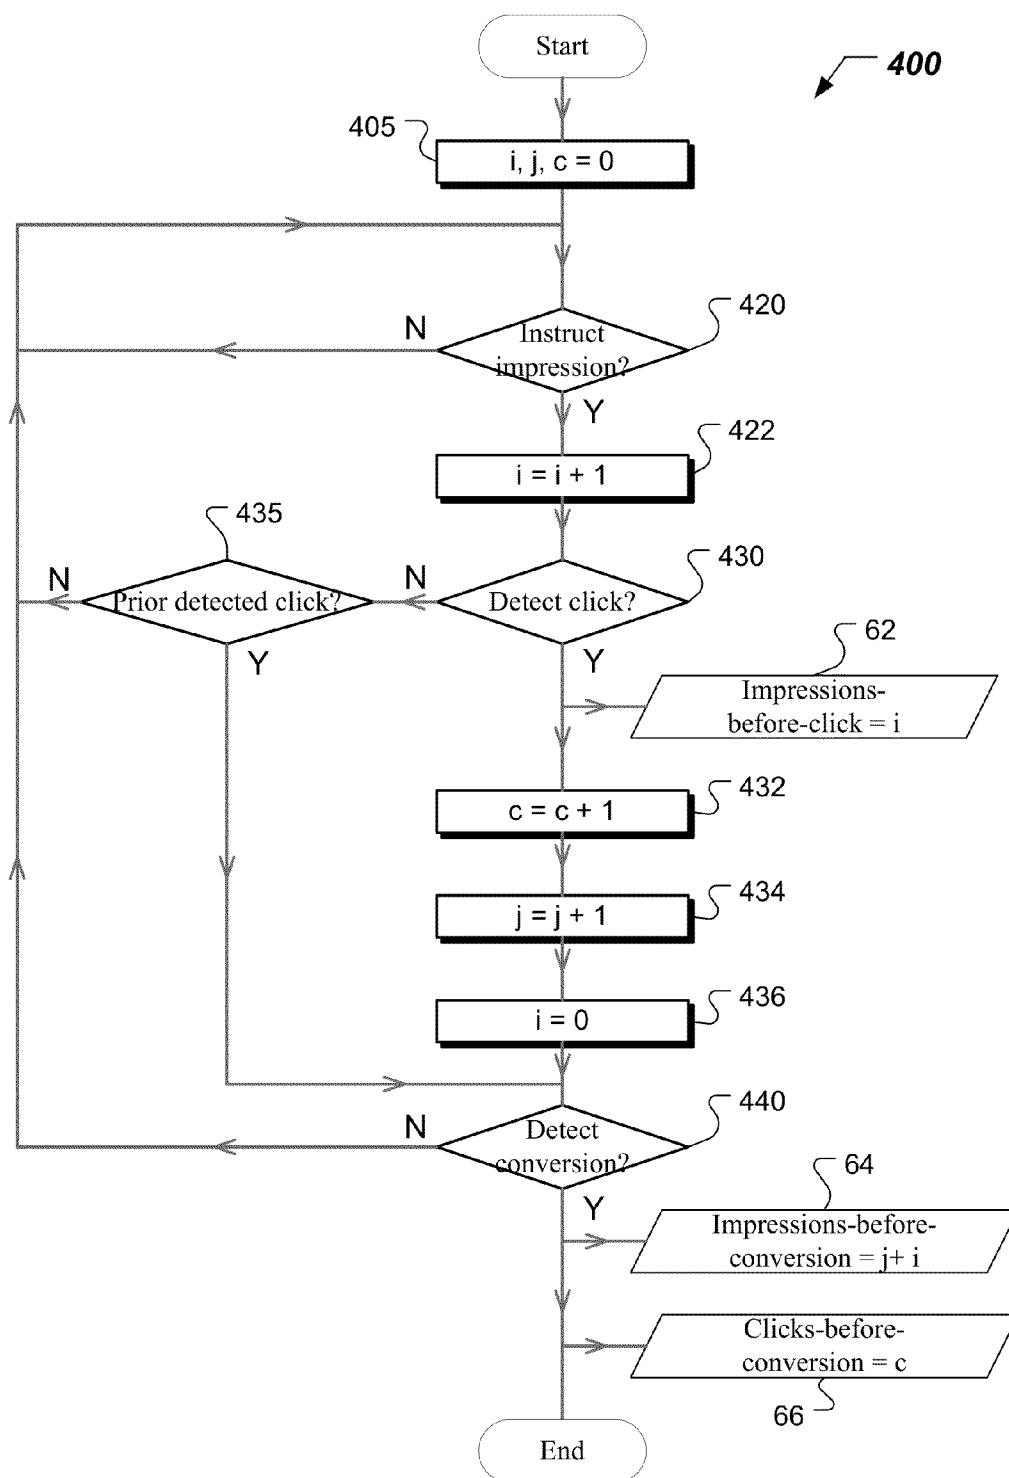 Start
400
405
i, j, c = 0
420
N
Instruct
impression?
Y
422
i = i + 1
435
430
N
Prior detected click?
N
Detect click?
Y
Y
62
Impressions-
before-click = i
432
c = c + 1
434
j = j + 1
436
i = 0
440
N
Detect
conversion?
Y
64
Impressions-before-
conversion = j+ i
Clicks-before-
conversion = c
66
End